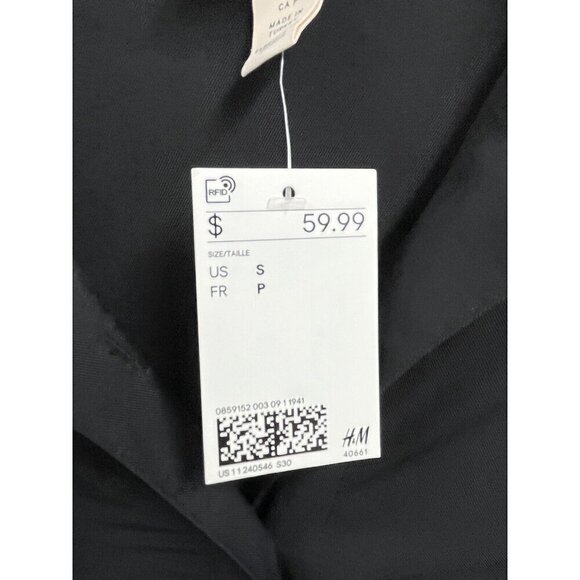 CA P
MADE IN
RFID
$ 59.99
SIZE/TAILLE
US S
FR P
0859152 003 09 1 1941
H&M
40661
US 11 240546 S30